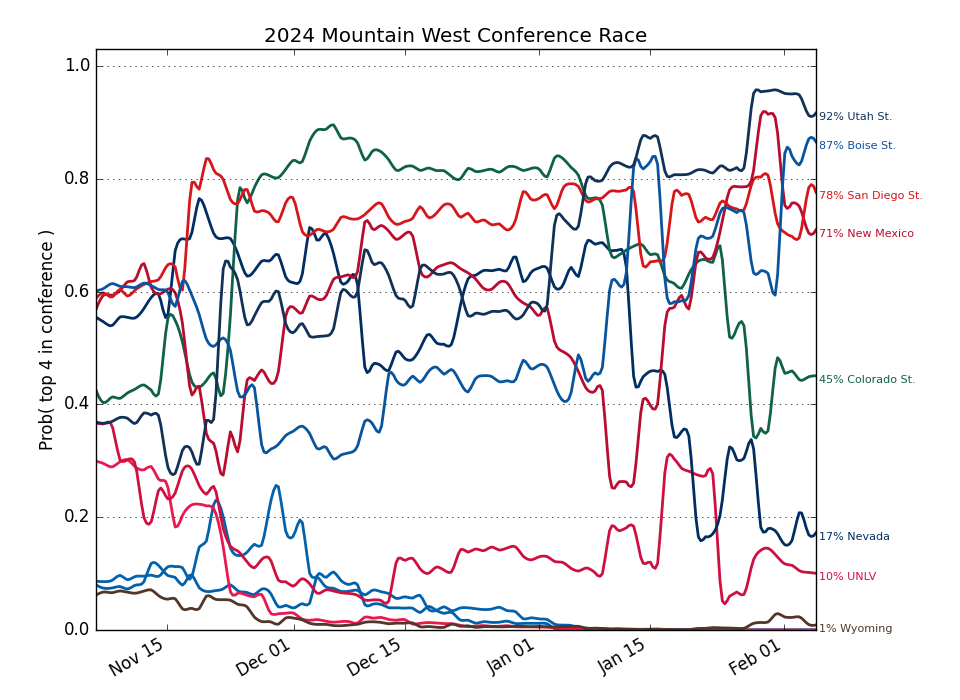 2024 Mountain West Conference Race
Prob( top 4 in conference )
1.0
0.8
0.6
0.4
0.2
0.0
Nov 15
Dec 01
Dec 15
Jan 01
Jan 15
Feb 01
92% Utah St.
87% Boise St.
78% San Diego St.
71% New Mexico
45% Colorado St.
17% Nevada
10% UNLV
1% Wyoming